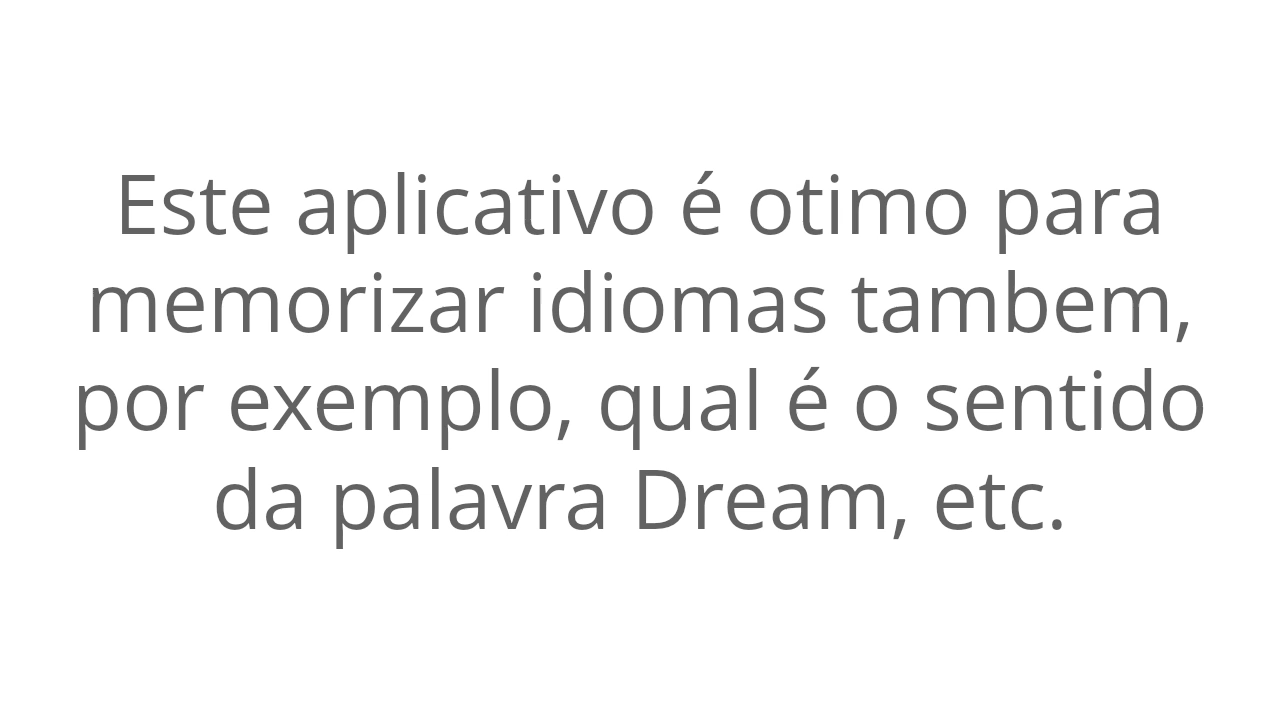 Este aplicativo é otimo para
memorizar idiomas tambem,
por exemplo, qual é o sentido
da palavra Dream, etc.